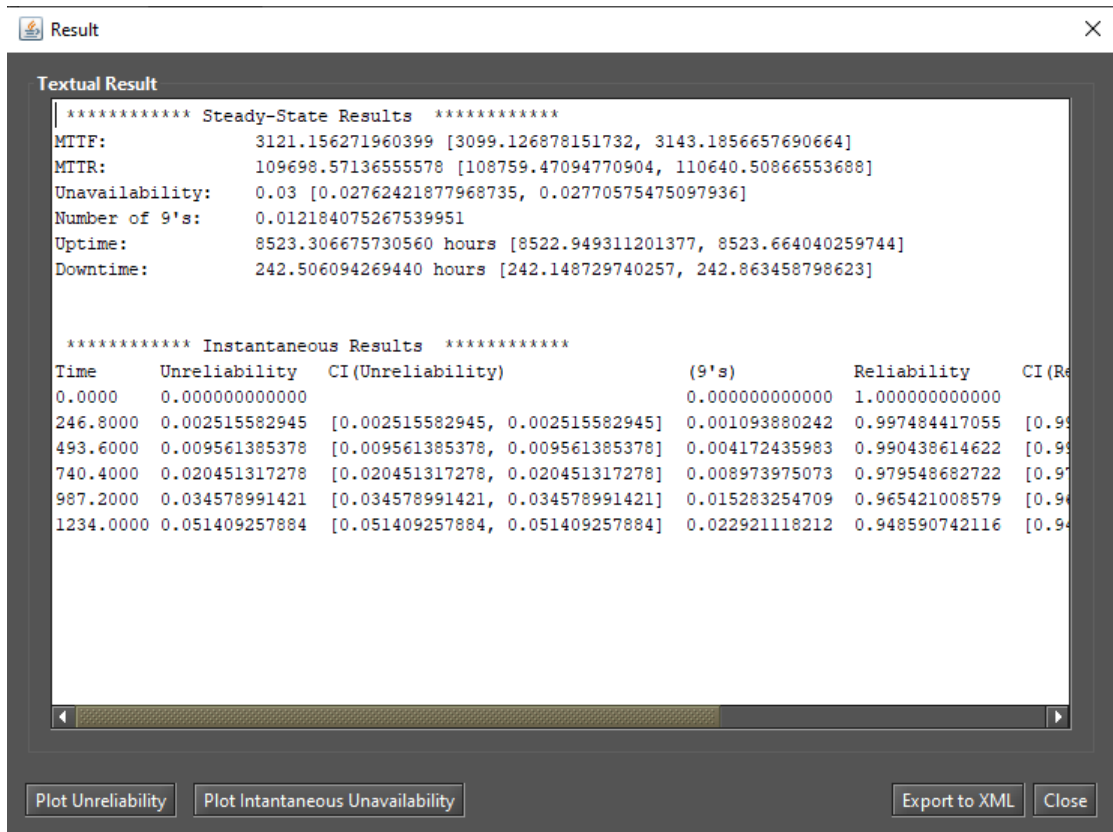 Result
Textual Result
************ Steady-State Results ************
MTTF: 3121.156271960399 [3099.126878151732, 3143.1856657690664]
MTTR: 109698.57136555578 [108759.47094770904, 110640.50866553688]
Unavailability: 0.03 [0.02762421877968735, 0.02770575475097936]
Number of 9's: 0.012184075267539951
Uptime: 8523.306675730560 hours [8522.949311201377, 8523.664040259744]
Downtime: 242.506094269440 hours [242.148729740257, 242.863458798623]
************ Instantaneous Results ************
Time Unreliability CI(Unreliability) (9's) Reliability CI(Re
0.0000 0.000000000000 0.000000000000 1.000000000000
246.8000 0.002515582945 [0.002515582945, 0.002515582945] 0.001093880242 0.997484417055 [0.99
493.6000 0.009561385378 [0.009561385378, 0.009561385378] 0.004172435983 0.990438614622 [0.99
740.4000 0.020451317278 [0.020451317278, 0.020451317278] 0.008973975073 0.979548682722 [0.97
987.2000 0.034578991421 [0.034578991421, 0.034578991421] 0.015283254709 0.965421008579 [0.96
1234.0000 0.051409257884 [0.051409257884, 0.051409257884] 0.022921118212 0.948590742116 [0.94
Plot Unreliability Plot Intantaneous Unavailability Export to XML Close